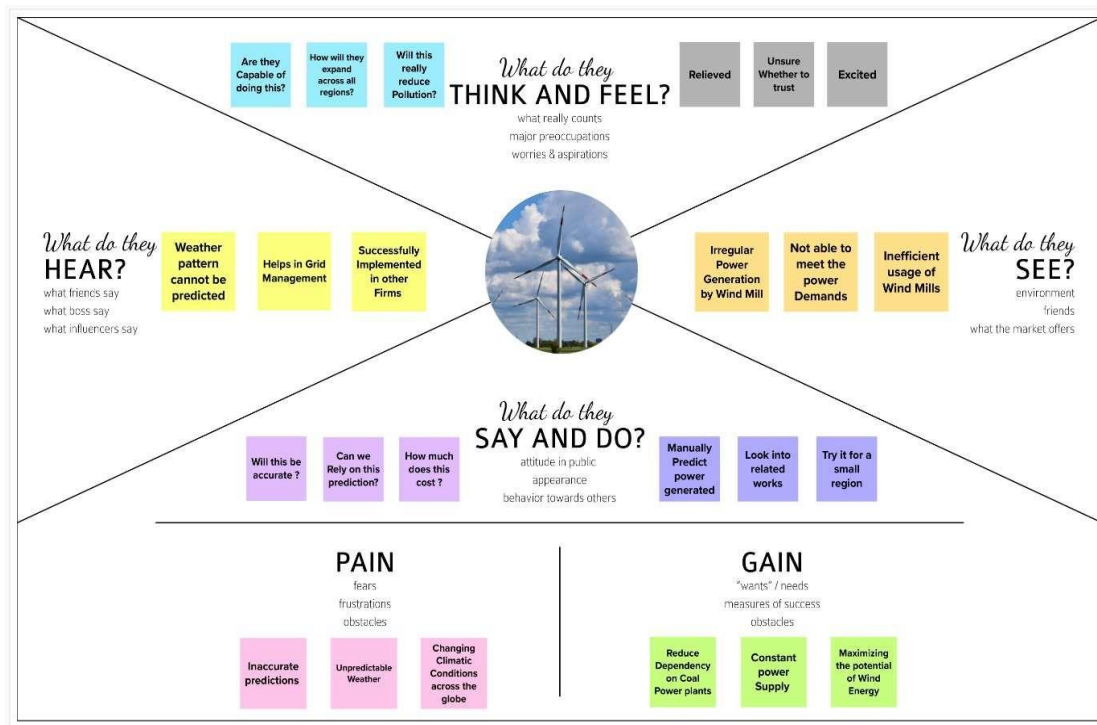 Are they
Capable of
doing this?
How will they
expand
across all
regions?
Will this
really
reduce
Pollution?
What do they
THINK AND FEEL?
what really counts
major preoccupations
worries & aspirations
Relieved
Unsure
Whether to
trust
Excited
What do they
HEAR?
what friends say
what boss say
what influencers say
Weather
pattern
cannot be
predicted
Helps in Grid
Management
Successfully
Implemented
in other
Firms
Irregular
Power
Generation
by Wind Mill
Not able to
meet the
power
Demands
Inefficient
usage of
Wind Mills
What do they
SEE?
environment
friends
what the market offers
Will this be
accurate ?
Can we
Rely on this
prediction?
How much
does this
cost ?
What do they
SAY AND DO?
attitude in public
appearance
behavior towards others
Manually
Predict
power
generated
Look into
related
works
Try it for a
small
region
PAIN
fears
frustrations
obstacles
Inaccurate
predictions
Unpredictable
Weather
Changing
Climatic
Conditions
across the
globe
GAIN
"wants" / needs
measures of success
obstacles
Reduce
Dependency
on Coal
Power plants
Constant
power
Supply
Maximizing
the potential
of Wind
Energy